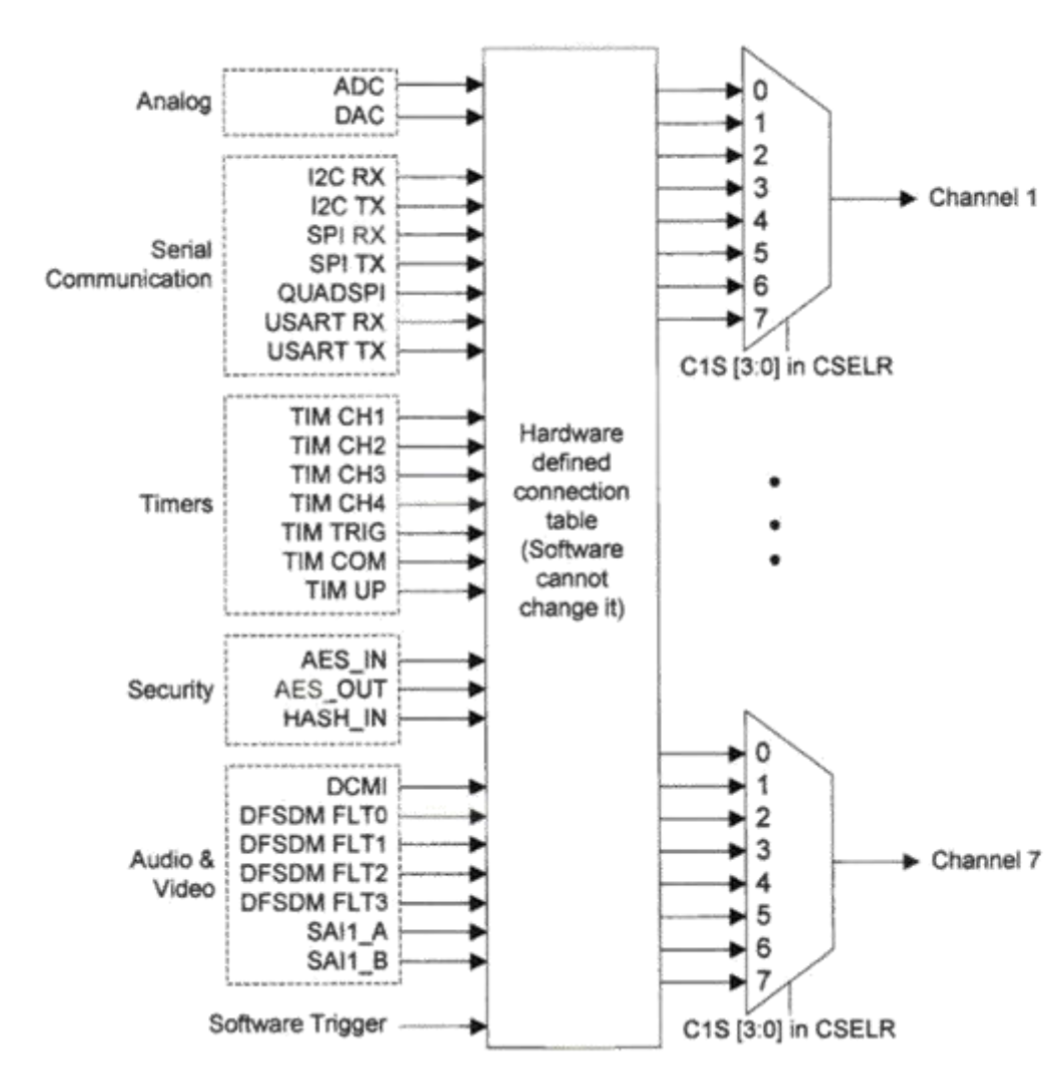 Analog
ADC
DAC
Serial
Communication
I2C RX
I2C TX
SPI RX
SPI TX
QUADSPI
USART RX
USART TX
Timers
TIM CH1
TIM CH2
TIM CH3
TIM CH4
TIM TRIG
TIM COM
TIM UP
Security
AES_IN
AES_OUT
HASH_IN
Audio &
Video
DCMI
DFSDM FLT0
DFSDM FLT1
DFSDM FLT2
DFSDM FLT3
SAI1_A
SAI1_B
Software Trigger
Hardware
defined
connection
table
(Software
cannot
change it)
0
1
2
3
4
5
6
7
Channel 1
C1S [3:0] in CSELR
0
1
2
3
4
5
6
7
Channel 7
C1S [3:0] in CSELR